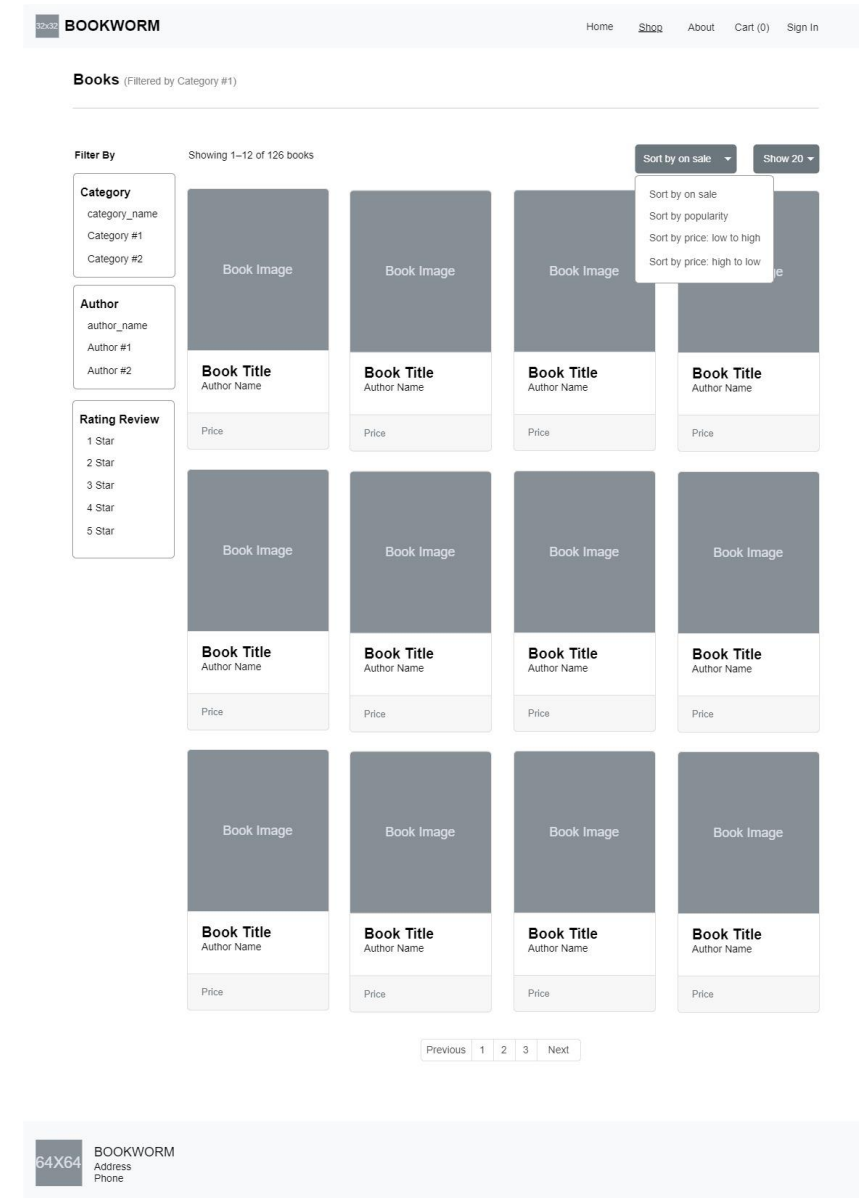 32x32 BOOKWORM Home Shop About Cart (0) Sign In
Books (Filtered by Category #1)
Filter By Showing 1–12 of 126 books Sort by on sale Show 20
Category
category_name
Category #1
Category #2
Author
author_name
Author #1
Author #2
Rating Review
1 Star
2 Star
3 Star
4 Star
5 Star
Sort by on sale
Sort by popularity
Sort by price: low to high
Sort by price: high to low
Book Image Book Image Book Image
Book Title Book Title Book Title Book Title
Author Name Author Name Author Name Author Name
Price Price Price Price
Book Image Book Image Book Image Book Image
Book Title Book Title Book Title Book Title
Author Name Author Name Author Name Author Name
Price Price Price Price
Book Image Book Image Book Image Book Image
Book Title Book Title Book Title Book Title
Author Name Author Name Author Name Author Name
Price Price Price Price
Previous 1 2 3 Next
64X64 BOOKWORM
Address
Phone